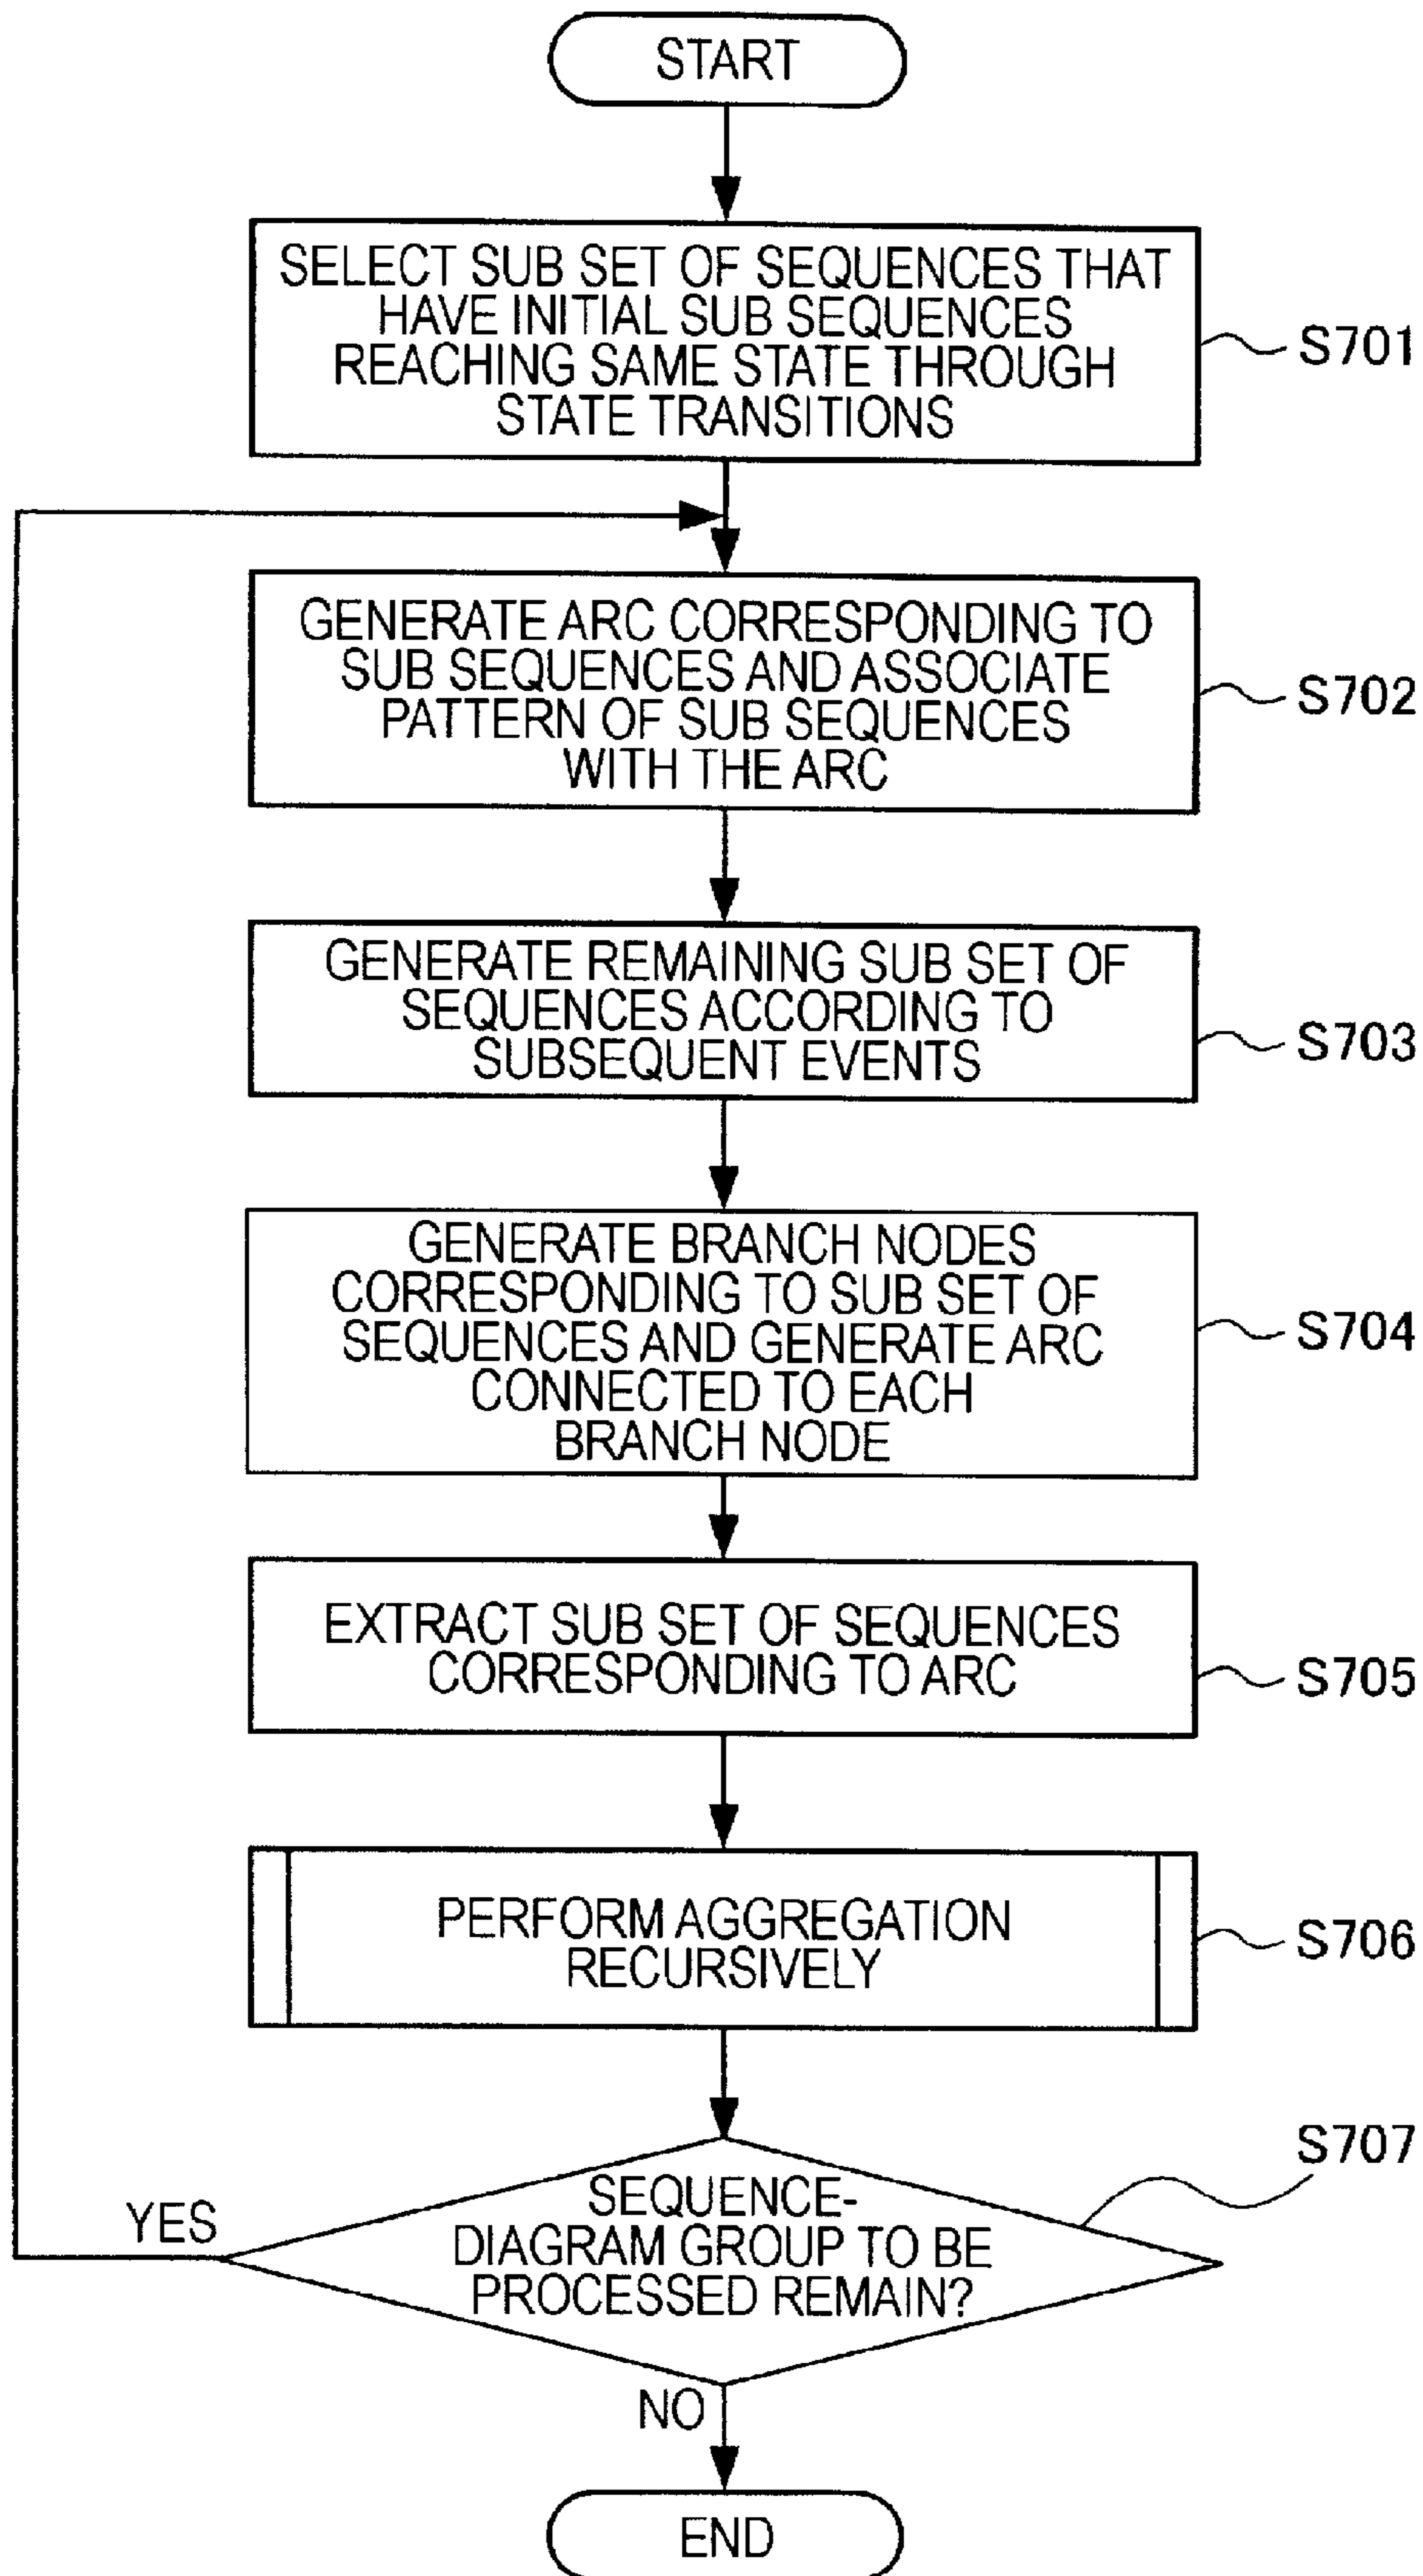 START
SELECT SUB SET OF SEQUENCES THAT
HAVE INITIAL SUB SEQUENCES
REACHING SAME STATE THROUGH
STATE TRANSITIONS
S701
GENERATE ARC CORRESPONDING TO
SUB SEQUENCES AND ASSOCIATE
PATTERN OF SUB SEQUENCES
WITH THE ARC
S702
GENERATE REMAINING SUB SET OF
SEQUENCES ACCORDING TO
SUBSEQUENT EVENTS
S703
GENERATE BRANCH NODES
CORRESPONDING TO SUB SET OF
SEQUENCES AND GENERATE ARC
CONNECTED TO EACH
BRANCH NODE
S704
EXTRACT SUB SET OF SEQUENCES
CORRESPONDING TO ARC
S705
PERFORM AGGREGATION
RECURSIVELY
S706
S707
SEQUENCE-
DIAGRAM GROUP TO BE
PROCESSED REMAIN?
YES
NO
END